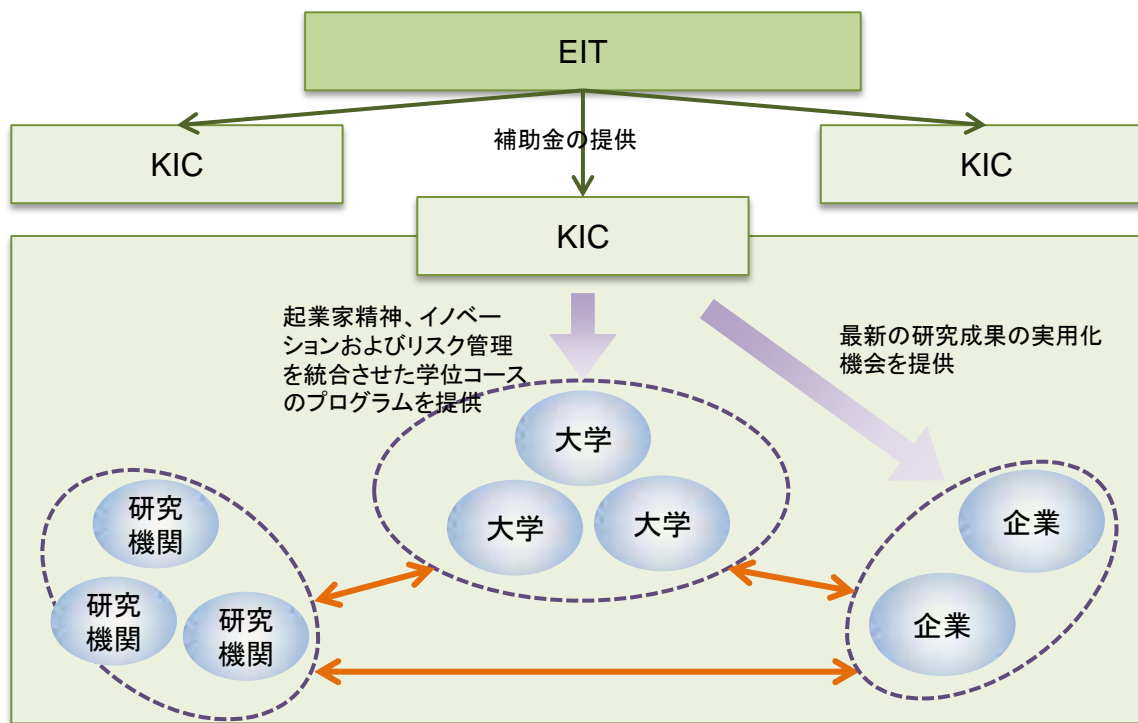 EIT
補助金の提供
KIC
KIC
KIC
起業家精神、イノベー
ションおよびリスク管理
を統合させた学位コース
のプログラムを提供
最新の研究成果の実用化
機会を提供
大学
大学
大学
研究
機関
研究
機関
研究
機関
企業
企業